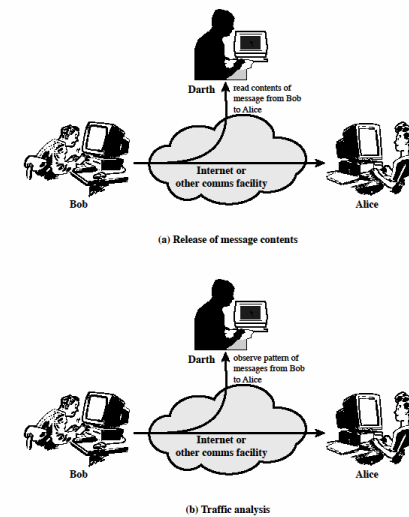 Darth
read contents of
message from Bob
to Alice
Internet or
other comms facility
Bob
Alice
(a) Release of message contents
Darth
observe pattern of
messages from Bob
to Alice
Internet or
other comms facility
Bob
Alice
(b) Traffic analysis